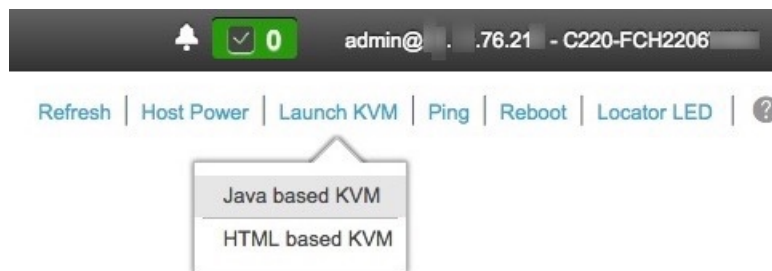 0 admin@ . .76.21 - C220-FCH2206
Refresh | Host Power | Launch KVM | Ping | Reboot | Locator LED | ?
Java based KVM
HTML based KVM